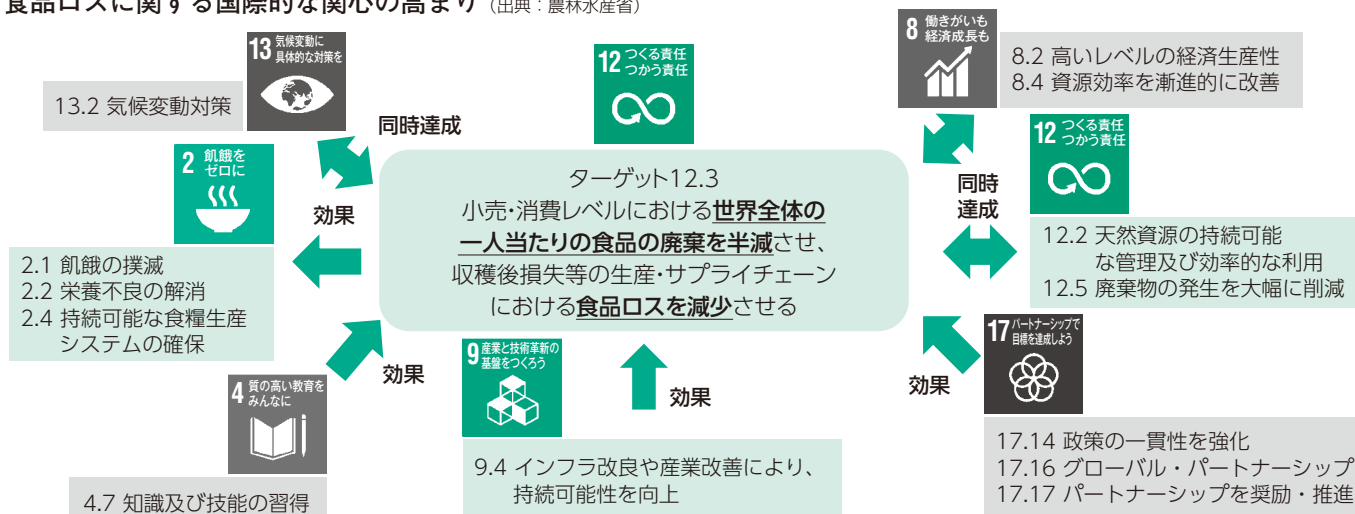 食品ロスに関する国際的な関心の高まり（出典：農林水産省）
13 気候変動に
具体的な対策を
13.2 気候変動対策
同時達成
12 つくる責任
つかう責任
8 働きがいも
経済成長も
8.2 高いレベルの経済生産性
8.4 資源効率を漸進的に改善
2 飢餓を
ゼロに
効果
2.1 飢餓の撲滅
2.2 栄養不良の解消
2.4 持続可能な食糧生産
システムの確保
ターゲット12.3
小売・消費レベルにおける世界全体の
一人当たりの食品の廃棄を半減させ、
収穫後損失等の生産・サプライチェーン
における食品ロスを減少させる
同時
達成
12 つくる責任
つかう責任
12.2 天然資源の持続可能
な管理及び効率的な利用
12.5 廃棄物の発生を大幅に削減
4 質の高い教育を
みんなに
効果
4.7 知識及び技能の習得
9 産業と技術革新の
基盤をつくろう
効果
9.4 インフラ改良や産業改善により、
持続可能性を向上
効果
17 パートナーシップで
目標を達成しよう
17.14 政策の一貫性を強化
17.16 グローバル・パートナーシップ
17.17 パートナーシップを奨励・推進